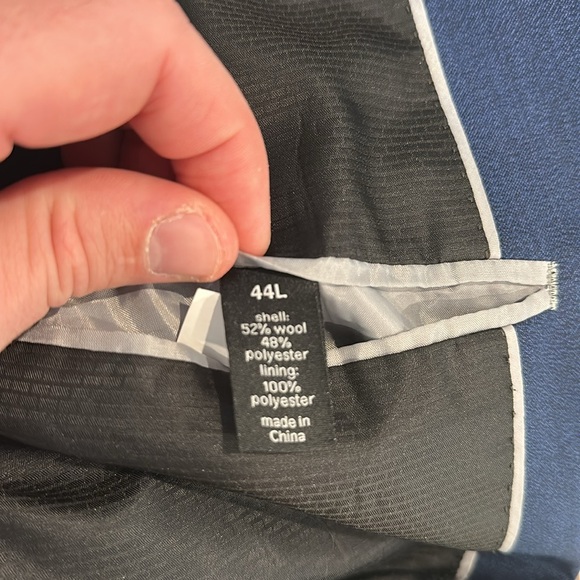 44L
shell:
52% wool
48%
polyester
lining:
100%
polyester
made in
China